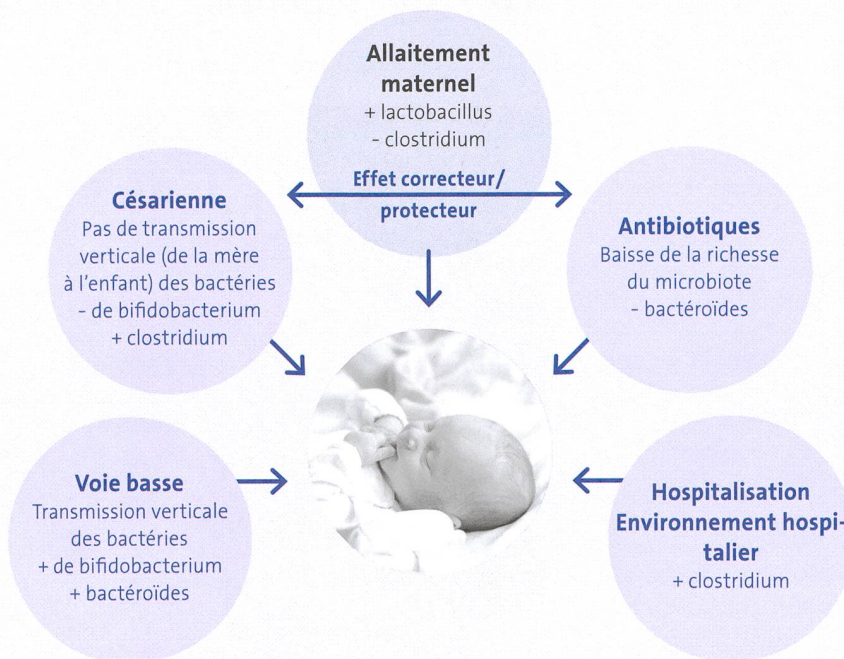 Allaitement
maternel
+ lactobacillus
- clostridium
Effet correcteur/
protecteur
Césarienne
Pas de transmission
verticale (de la mère
à l'enfant) des bactéries
- de bifidobacterium
+ clostridium
Antibiotiques
Baisse de la richesse
du microbiote
- bactéroïdes
Voie basse
Transmission verticale
des bactéries
+ de bifidobacterium
+ bactéroïdes
Hospitalisation
Environnement hospi-
talier
+ clostridium